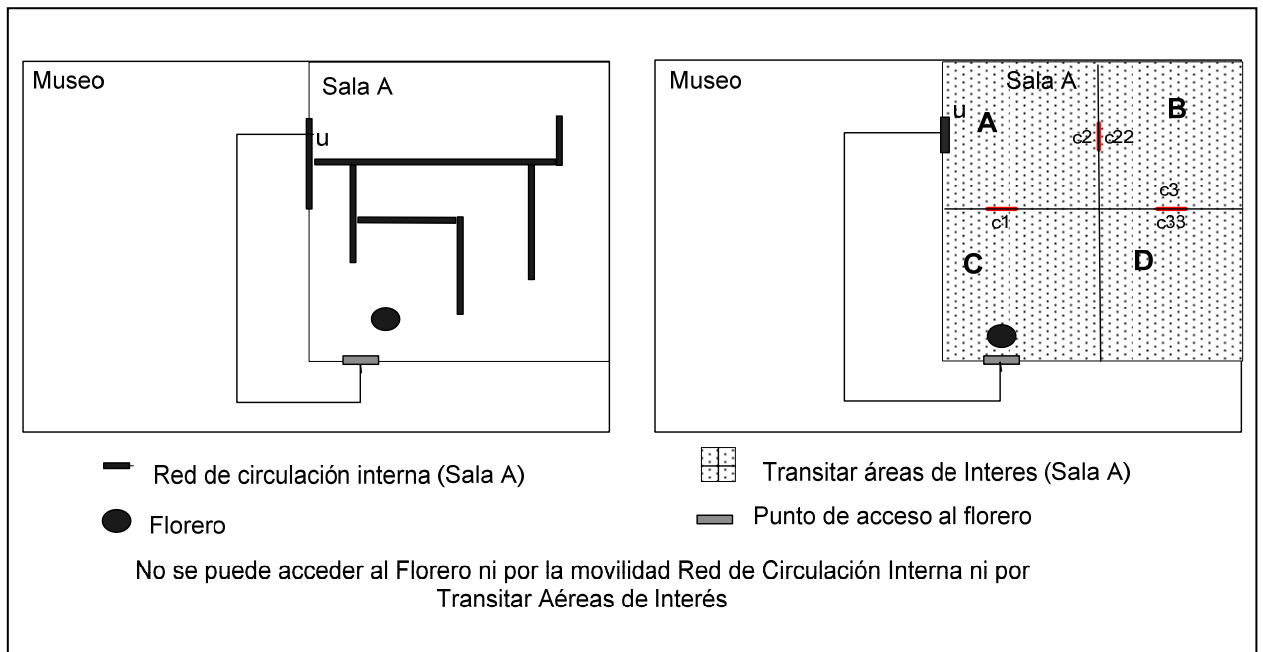 Museo
Sala A
u
Museo
Sala A
u
A
B
c2
c22
c3
c1
c33
C
D
Red de circulación interna (Sala A)
Florero
Transitar áreas de Interes (Sala A)
Punto de acceso al florero
No se puede acceder al Florero ni por la movilidad Red de Circulación Interna ni por
Transitar Aéreas de Interés